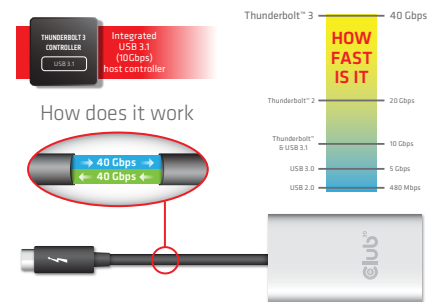 THUNDERBOLT 3
CONTROLLER
USB 3.1
Integrated
USB 3.1
(10Gbps)
host controller
How does it work
40 Gbps
40 Gbps
Thunderbolt™ 3
40 Gbps
HOW
FAST
IS IT
Thunderbolt™ 2
20 Gbps
Thunderbolt™
& USB 3.1
10 Gbps
USB 3.0
5 Gbps
USB 2.0
480 Mbps
club®